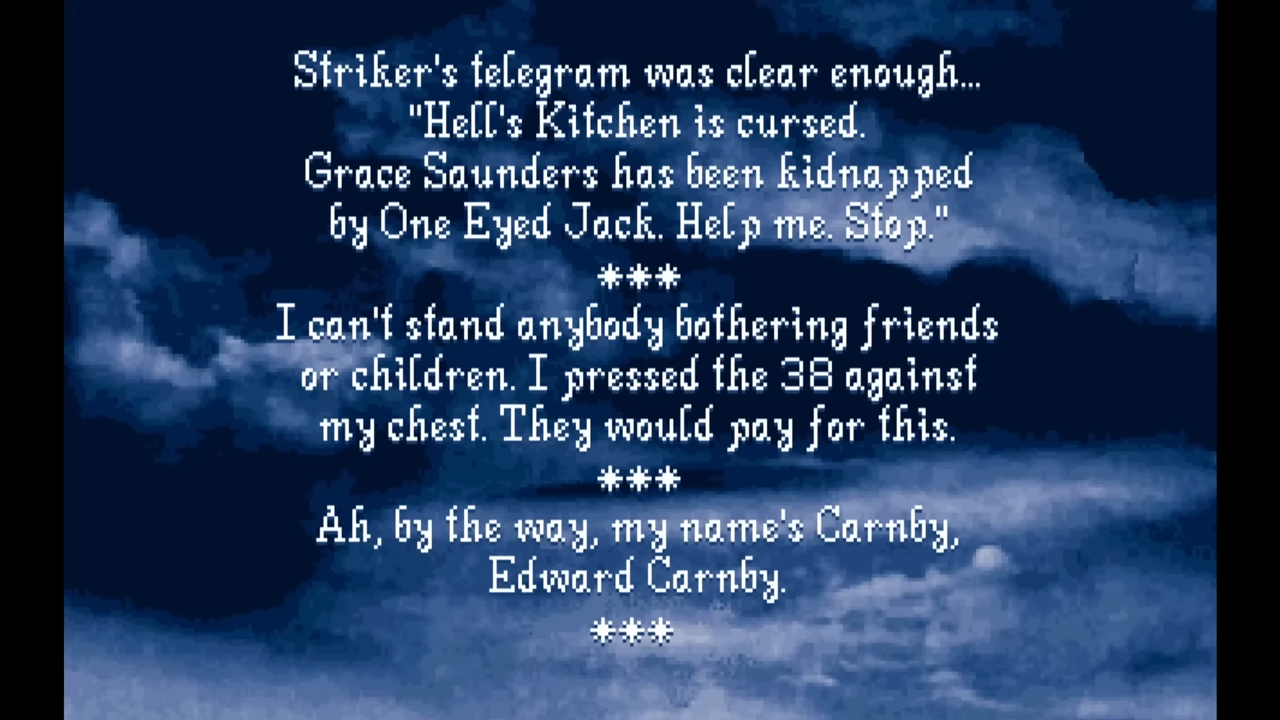 Striker's telegram was clear enough...
"Hell's Kitchen is cursed.
Grace Saunders has been kidnapped
by One Eyed Jack. Help me. Stop."
***
I can't stand anybody bothering friends
or children. I pressed the 38 against
my chest. They would pay for this.
***
Ah, by the way, my name's Carnby,
Edward Carnby.
***